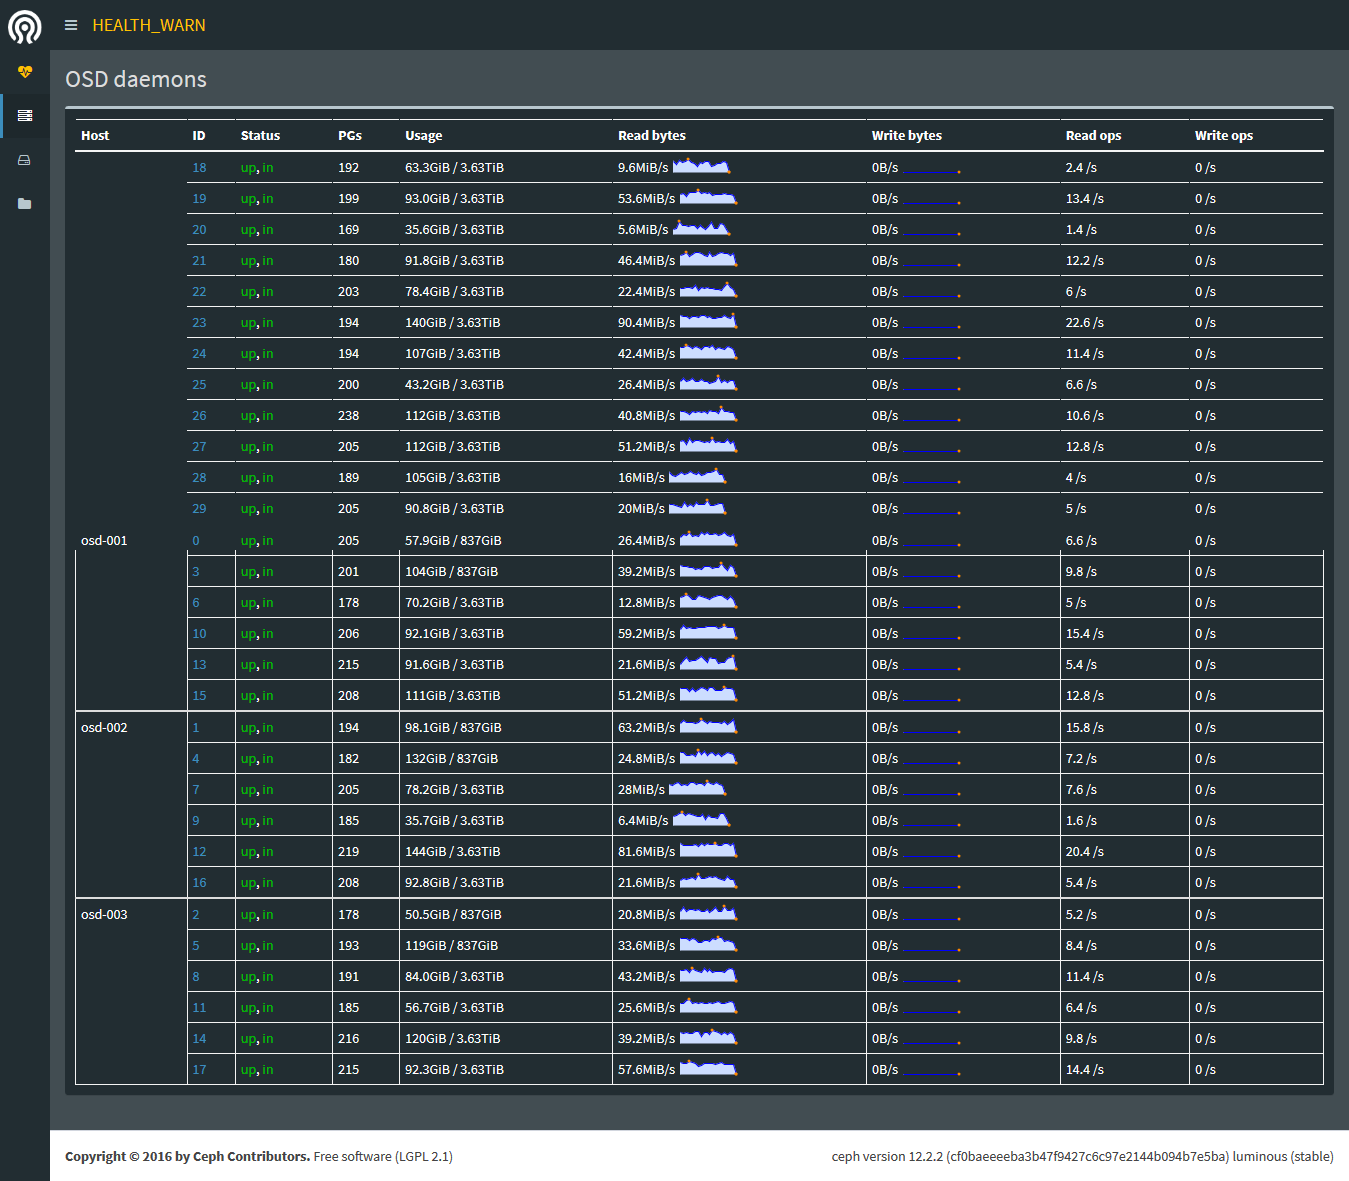 HEALTH_WARN
OSD daemons
Host ID Status PGs Usage Read bytes Write bytes Read ops Write ops
18 up, in 192 63.3GiB / 3.63TiB 9.6MiB/s 0B/s 2.4 /s 0 /s
19 up, in 199 93.0GiB / 3.63TiB 53.6MiB/s 0B/s 13.4 /s 0 /s
20 up, in 169 35.6GiB / 3.63TiB 5.6MiB/s 0B/s 1.4 /s 0 /s
21 up, in 180 91.8GiB / 3.63TiB 46.4MiB/s 0B/s 12.2 /s 0 /s
22 up, in 203 78.4GiB / 3.63TiB 22.4MiB/s 0B/s 6 /s 0 /s
23 up, in 194 140GiB / 3.63TiB 90.4MiB/s 0B/s 22.6 /s 0 /s
24 up, in 194 107GiB / 3.63TiB 42.4MiB/s 0B/s 11.4 /s 0 /s
25 up, in 200 43.2GiB / 3.63TiB 26.4MiB/s 0B/s 6.6 /s 0 /s
26 up, in 238 112GiB / 3.63TiB 40.8MiB/s 0B/s 10.6 /s 0 /s
27 up, in 205 112GiB / 3.63TiB 51.2MiB/s 0B/s 12.8 /s 0 /s
28 up, in 189 105GiB / 3.63TiB 16MiB/s 0B/s 4 /s 0 /s
29 up, in 205 90.8GiB / 3.63TiB 20MiB/s 0B/s 5 /s 0 /s
osd-001 0 up, in 205 57.9GiB / 837GiB 26.4MiB/s 0B/s 6.6 /s 0 /s
3 up, in 201 104GiB / 837GiB 39.2MiB/s 0B/s 9.8 /s 0 /s
6 up, in 178 70.2GiB / 3.63TiB 12.8MiB/s 0B/s 5 /s 0 /s
10 up, in 206 92.1GiB / 3.63TiB 59.2MiB/s 0B/s 15.4 /s 0 /s
13 up, in 215 91.6GiB / 3.63TiB 21.6MiB/s 0B/s 5.4 /s 0 /s
15 up, in 208 111GiB / 3.63TiB 51.2MiB/s 0B/s 12.8 /s 0 /s
osd-002 1 up, in 194 98.1GiB / 837GiB 63.2MiB/s 0B/s 15.8 /s 0 /s
4 up, in 182 132GiB / 837GiB 24.8MiB/s 0B/s 7.2 /s 0 /s
7 up, in 205 78.2GiB / 3.63TiB 28MiB/s 0B/s 7.6 /s 0 /s
9 up, in 185 35.7GiB / 3.63TiB 6.4MiB/s 0B/s 1.6 /s 0 /s
12 up, in 219 144GiB / 3.63TiB 81.6MiB/s 0B/s 20.4 /s 0 /s
16 up, in 208 92.8GiB / 3.63TiB 21.6MiB/s 0B/s 5.4 /s 0 /s
osd-003 2 up, in 178 50.5GiB / 837GiB 20.8MiB/s 0B/s 5.2 /s 0 /s
5 up, in 193 119GiB / 837GiB 33.6MiB/s 0B/s 8.4 /s 0 /s
8 up, in 191 84.0GiB / 3.63TiB 43.2MiB/s 0B/s 11.4 /s 0 /s
11 up, in 185 56.7GiB / 3.63TiB 25.6MiB/s 0B/s 6.4 /s 0 /s
14 up, in 216 120GiB / 3.63TiB 39.2MiB/s 0B/s 9.8 /s 0 /s
17 up, in 215 92.3GiB / 3.63TiB 57.6MiB/s 0B/s 14.4 /s 0 /s
Copyright © 2016 by Ceph Contributors. Free software (LGPL 2.1) ceph version 12.2.2 (cf0baeeeeba3b47f9427c6c97e2144b094b7e5ba) luminous (stable)